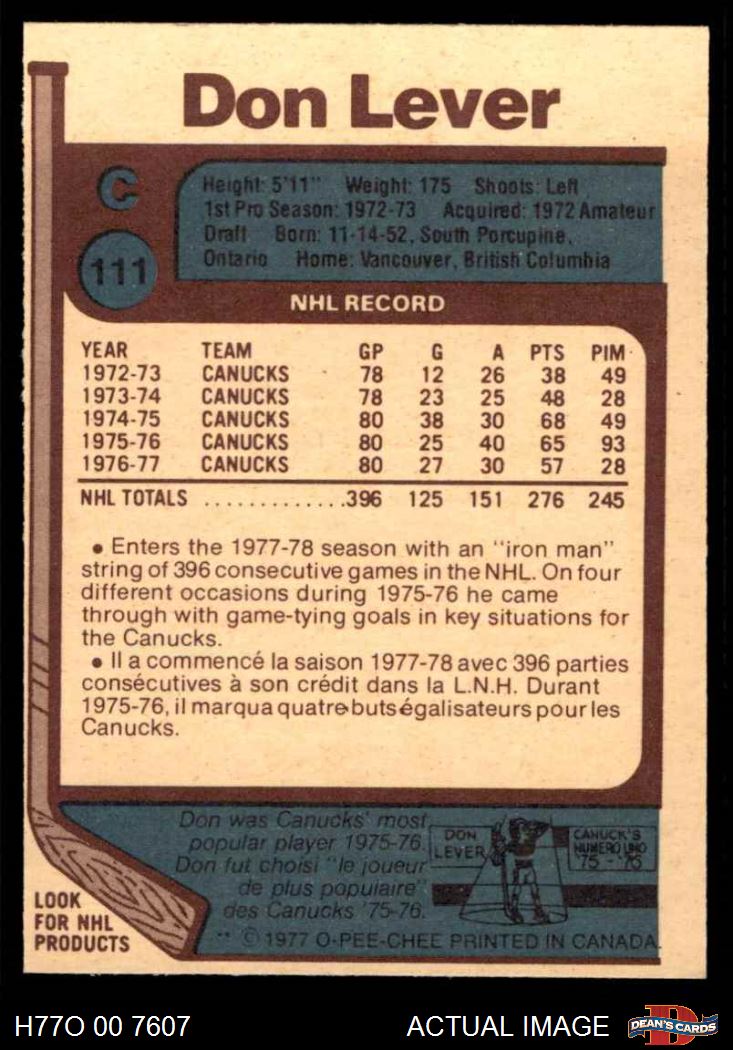 Don Lever
C
Height: 5'11" Weight: 175 Shoots: Left
1st Pro Season: 1972-73 Acquired: 1972 Amateur
Draft Born: 11-14-52, South Porcupine,
Ontario Home: Vancouver, British Columbia
111
NHL RECORD
YEAR TEAM GP G A PTS PIM
1972-73 CANUCKS 78 12 26 38 49
1973-74 CANUCKS 78 23 25 48 28
1974-75 CANUCKS 80 38 30 68 49
1975-76 CANUCKS 80 25 40 65 93
1976-77 CANUCKS 80 27 30 57 28
NHL TOTALS ..............396 125 151 276 245
• Enters the 1977-78 season with an "iron man"
string of 396 consecutive games in the NHL. On four
different occasions during 1975-76 he came
through with game-tying goals in key situations for
the Canucks.
• Il a commencé la saison 1977-78 avec 396 parties
consécutives à son crédit dans la L.N.H. Durant
1975-76, il marqua quatre buts égalisateurs pour les
Canucks.
Don was Canucks' most
popular player 1975-76.
Don fut choisi "le joueur
de plus populaire"
des Canucks '75-76.
DON
LEVER
CANUCK'S
NUMERO UNO
'75-'76
LOOK
FOR NHL
PRODUCTS
** © 1977 O-PEE-CHEE PRINTED IN CANADA.
H77O 00 7607 ACTUAL IMAGE
D
DEAN'S CARDS